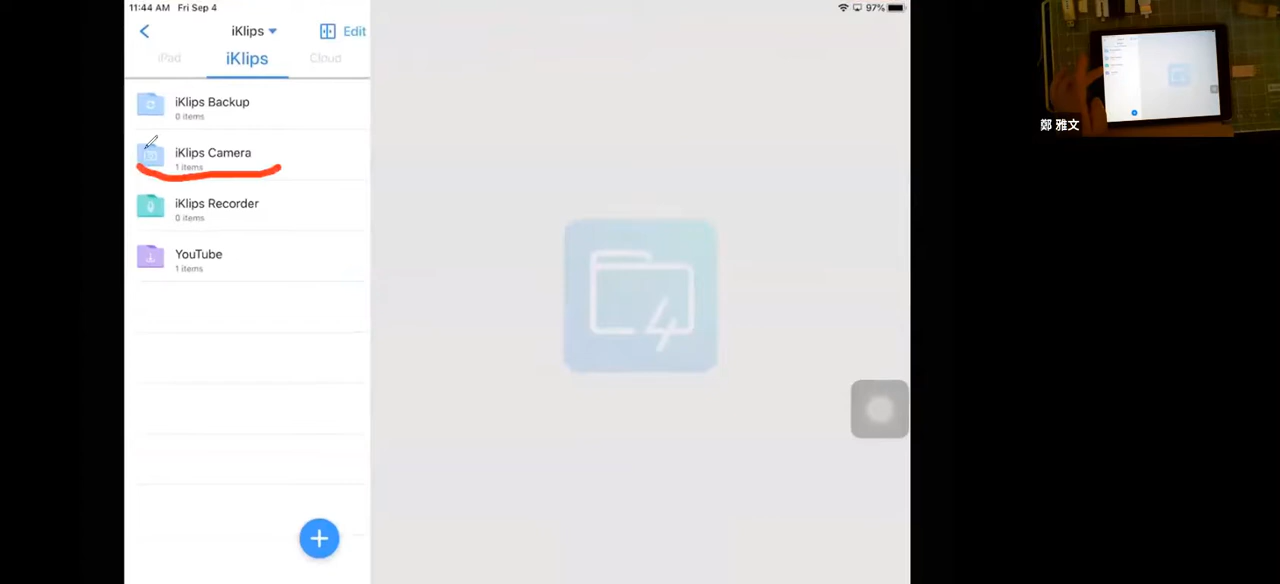 11:44 AM Fri Sep 4
97%
iKlips
Edit
iPad
iKlips
Cloud
iKlips Backup
0 items
iKlips Camera
1 items
iKlips Recorder
0 items
YouTube
1 items
4
鄭 雅文